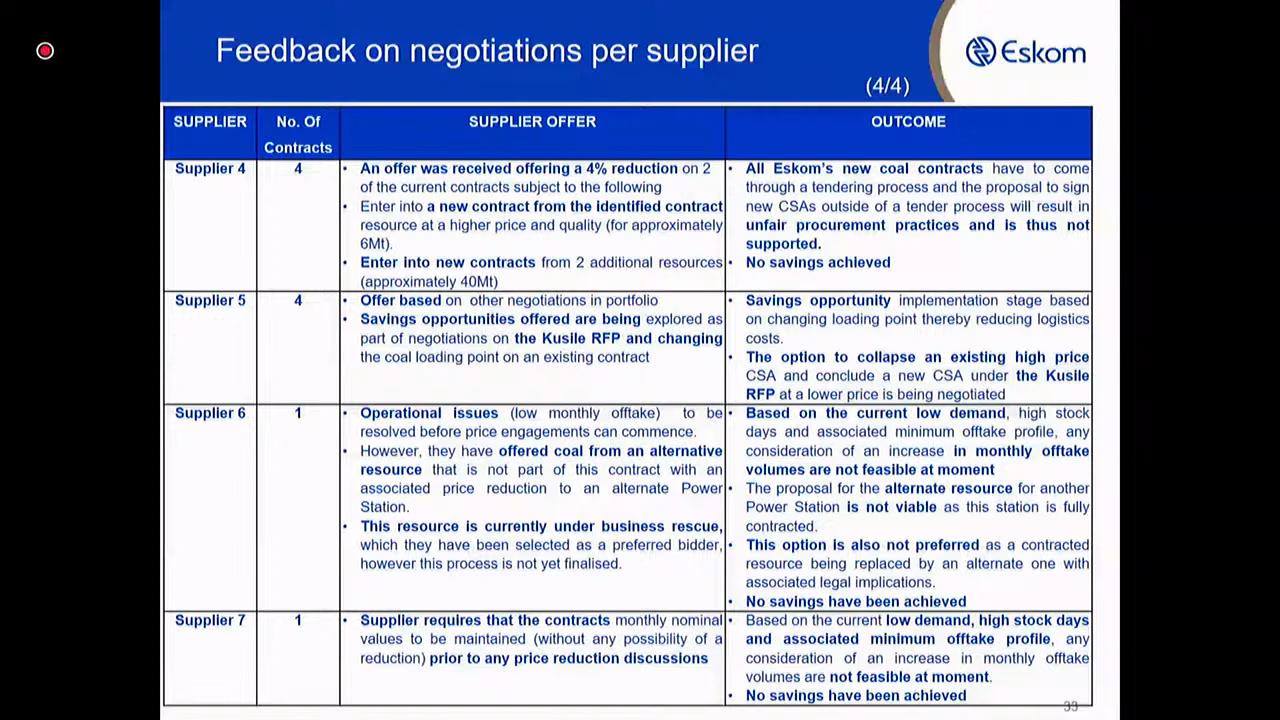 Feedback on negotiations per supplier
(4/4)
Eskom
SUPPLIER
No. Of
Contracts
SUPPLIER OFFER
OUTCOME
Supplier 4
4
• An offer was received offering a 4% reduction on 2
of the current contracts subject to the following
• Enter into a new contract from the identified contract
resource at a higher price and quality (for approximately
6Mt).
• Enter into new contracts from 2 additional resources
(approximately 40Mt)
• All Eskom's new coal contracts have to come
through a tendering process and the proposal to sign
new CSAs outside of a tender process will result in
unfair procurement practices and is thus not
supported.
• No savings achieved
Supplier 5
4
• Offer based on other negotiations in portfolio
• Savings opportunities offered are being explored as
part of negotiations on the Kusile RFP and changing
the coal loading point on an existing contract
• Savings opportunity implementation stage based
on changing loading point thereby reducing logistics
costs.
• The option to collapse an existing high price
CSA and conclude a new CSA under the Kusile
RFP at a lower price is being negotiated
Supplier 6
1
• Operational issues (low monthly offtake) to be
resolved before price engagements can commence.
• However, they have offered coal from an alternative
resource that is not part of this contract with an
associated price reduction to an alternate Power
Station.
• This resource is currently under business rescue,
which they have been selected as a preferred bidder,
however this process is not yet finalised.
• Based on the current low demand, high stock
days and associated minimum offtake profile, any
consideration of an increase in monthly offtake
volumes are not feasible at moment
• The proposal for the alternate resource for another
Power Station is not viable as this station is fully
contracted.
• This option is also not preferred as a contracted
resource being replaced by an alternate one with
associated legal implications.
• No savings have been achieved
Supplier 7
1
• Supplier requires that the contracts monthly nominal
values to be maintained (without any possibility of a
reduction) prior to any price reduction discussions
• Based on the current low demand, high stock days
and associated minimum offtake profile, any
consideration of an increase in monthly offtake
volumes are not feasible at moment.
• No savings have been achieved
33